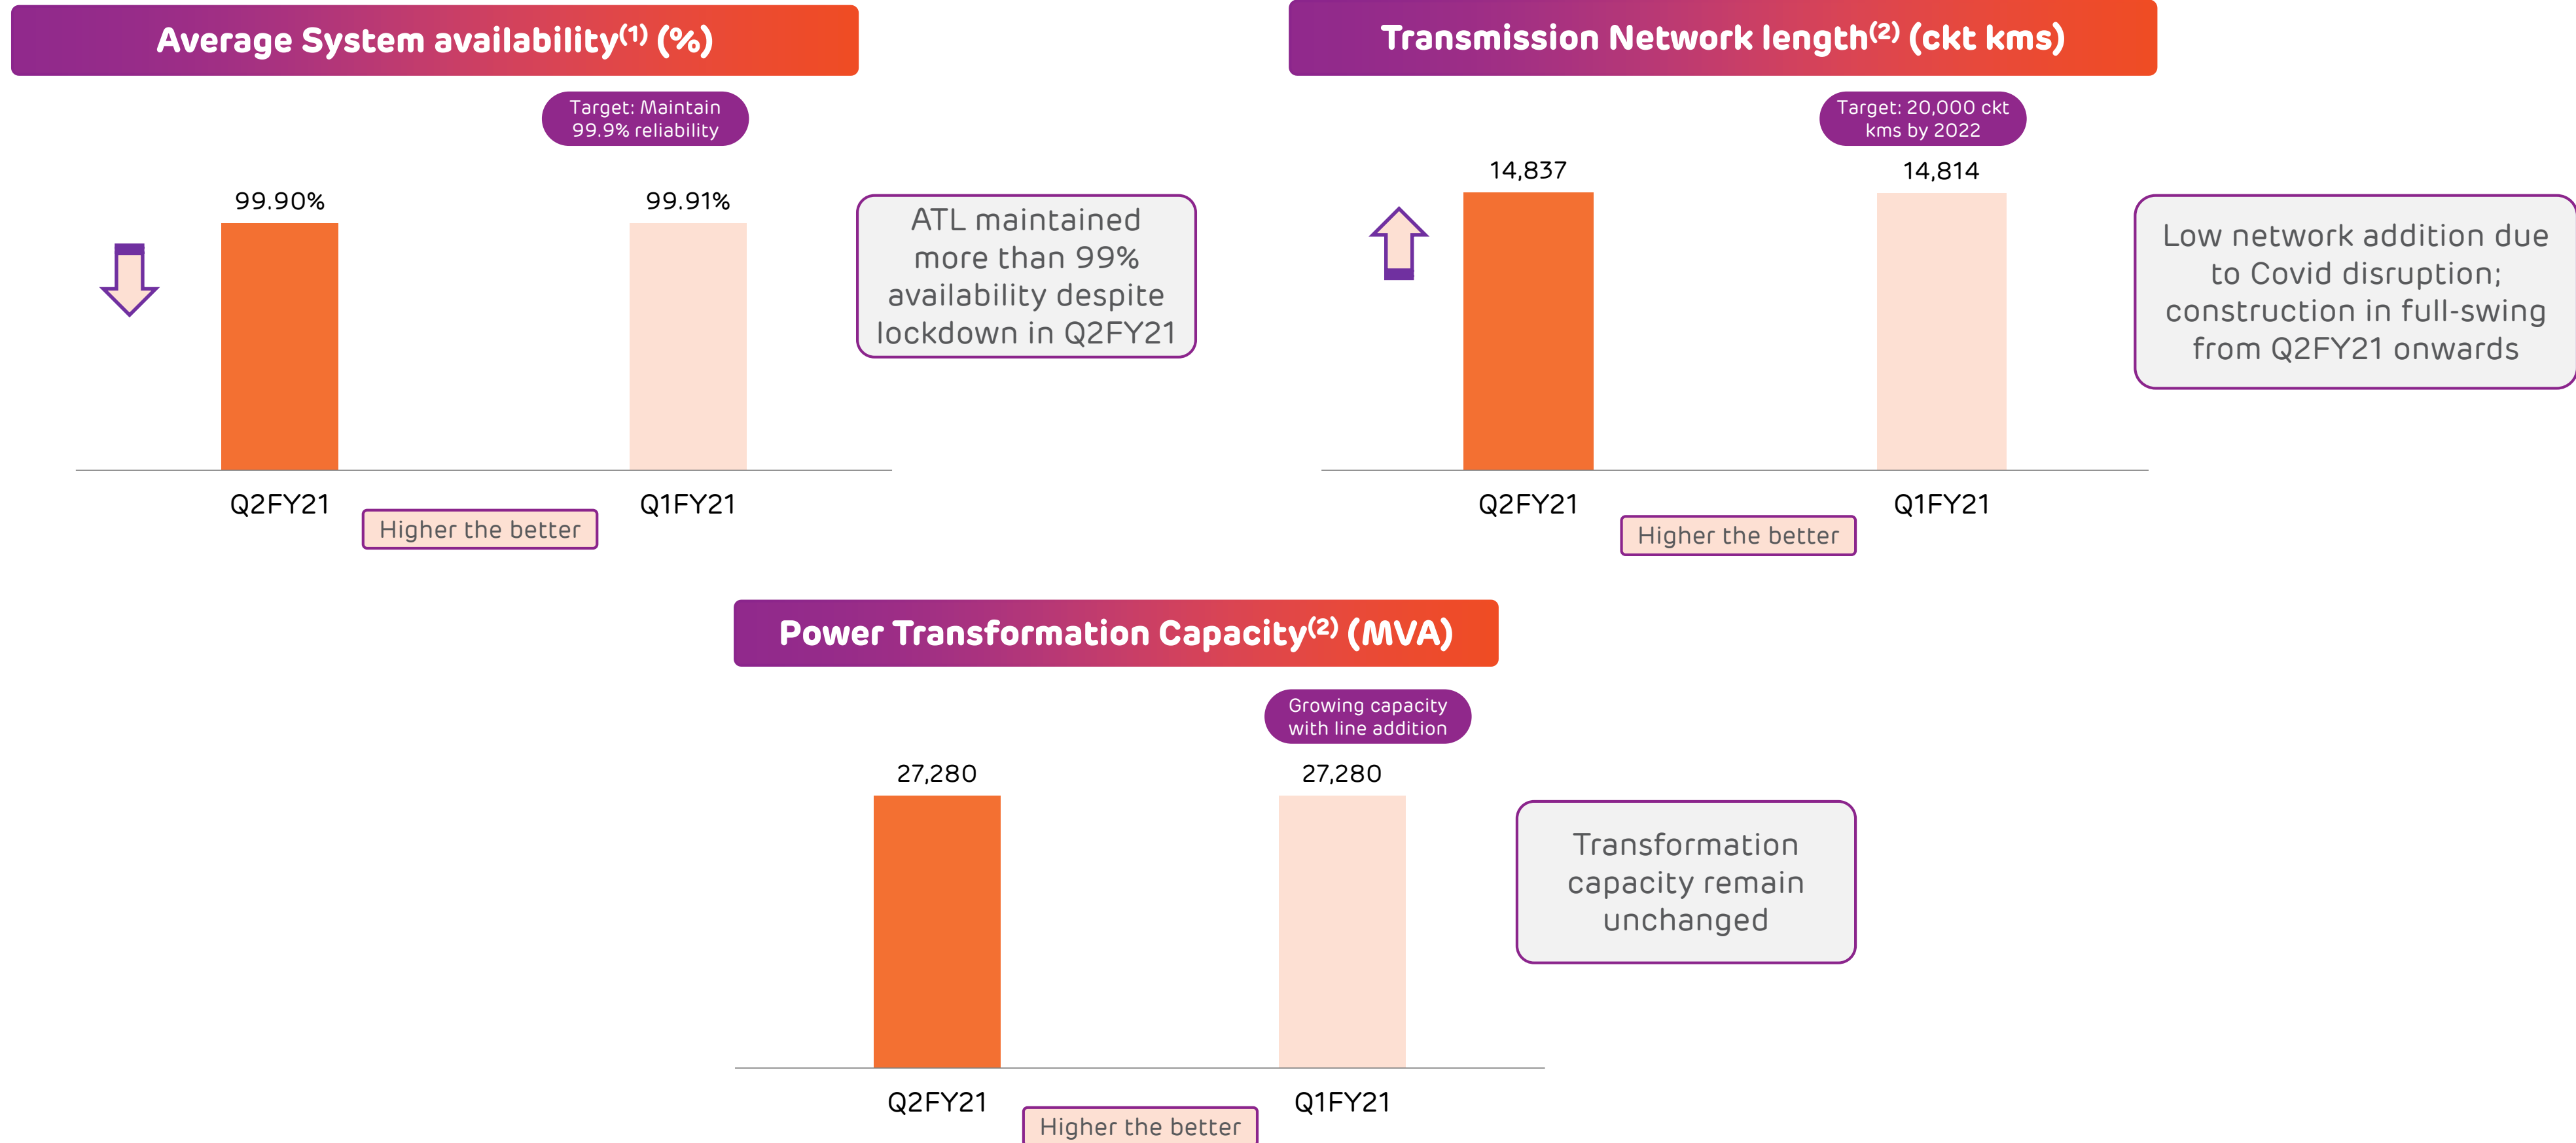 Average System availability(1) (%)
Target: Maintain
99.9% reliability
99.90%
99.91%
ATL maintained
more than 99%
availability despite
lockdown in Q2FY21
Q2FY21
Q1FY21
Higher the better
Transmission Network length(2) (ckt kms)
Target: 20,000 ckt
kms by 2022
14,837
14,814
Low network addition due
to Covid disruption;
construction in full-swing
from Q2FY21 onwards
Q2FY21
Q1FY21
Higher the better
Power Transformation Capacity(2) (MVA)
Growing capacity
with line addition
27,280
27,280
Transformation
capacity remain
unchanged
Q2FY21
Q1FY21
Higher the better